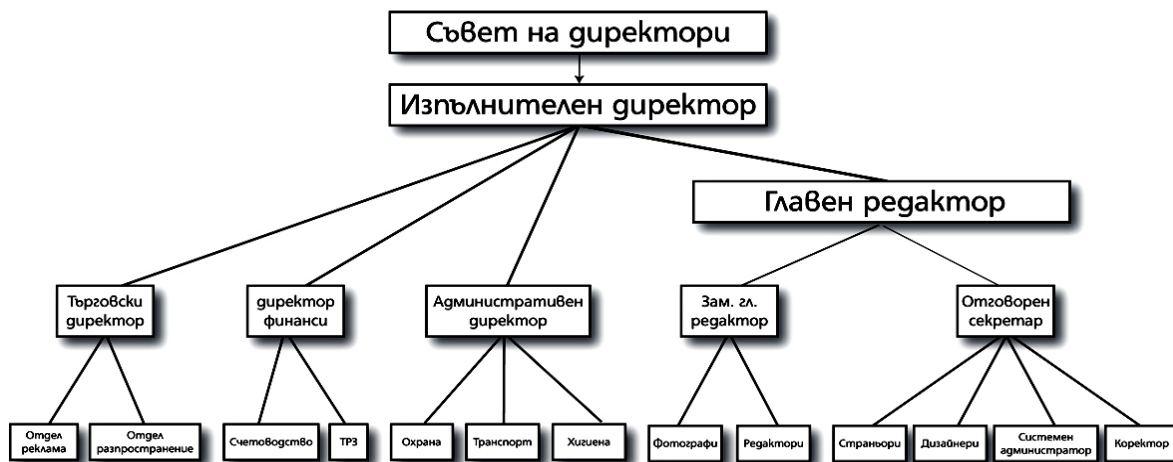 Съвет на директори
Изпълнителен директор
Главен редактор
Търговски
директор
директор
финанси
Административен
директор
Зам. гл.
редактор
Отговорен
секретар
Отдел
реклама
Отдел
разпространение
Счетоводство
ТРЗ
Охрана
Транспорт
Хигиена
Фотографи
Редактори
Страньори
Дизайнери
Системен
администратор
Коректор